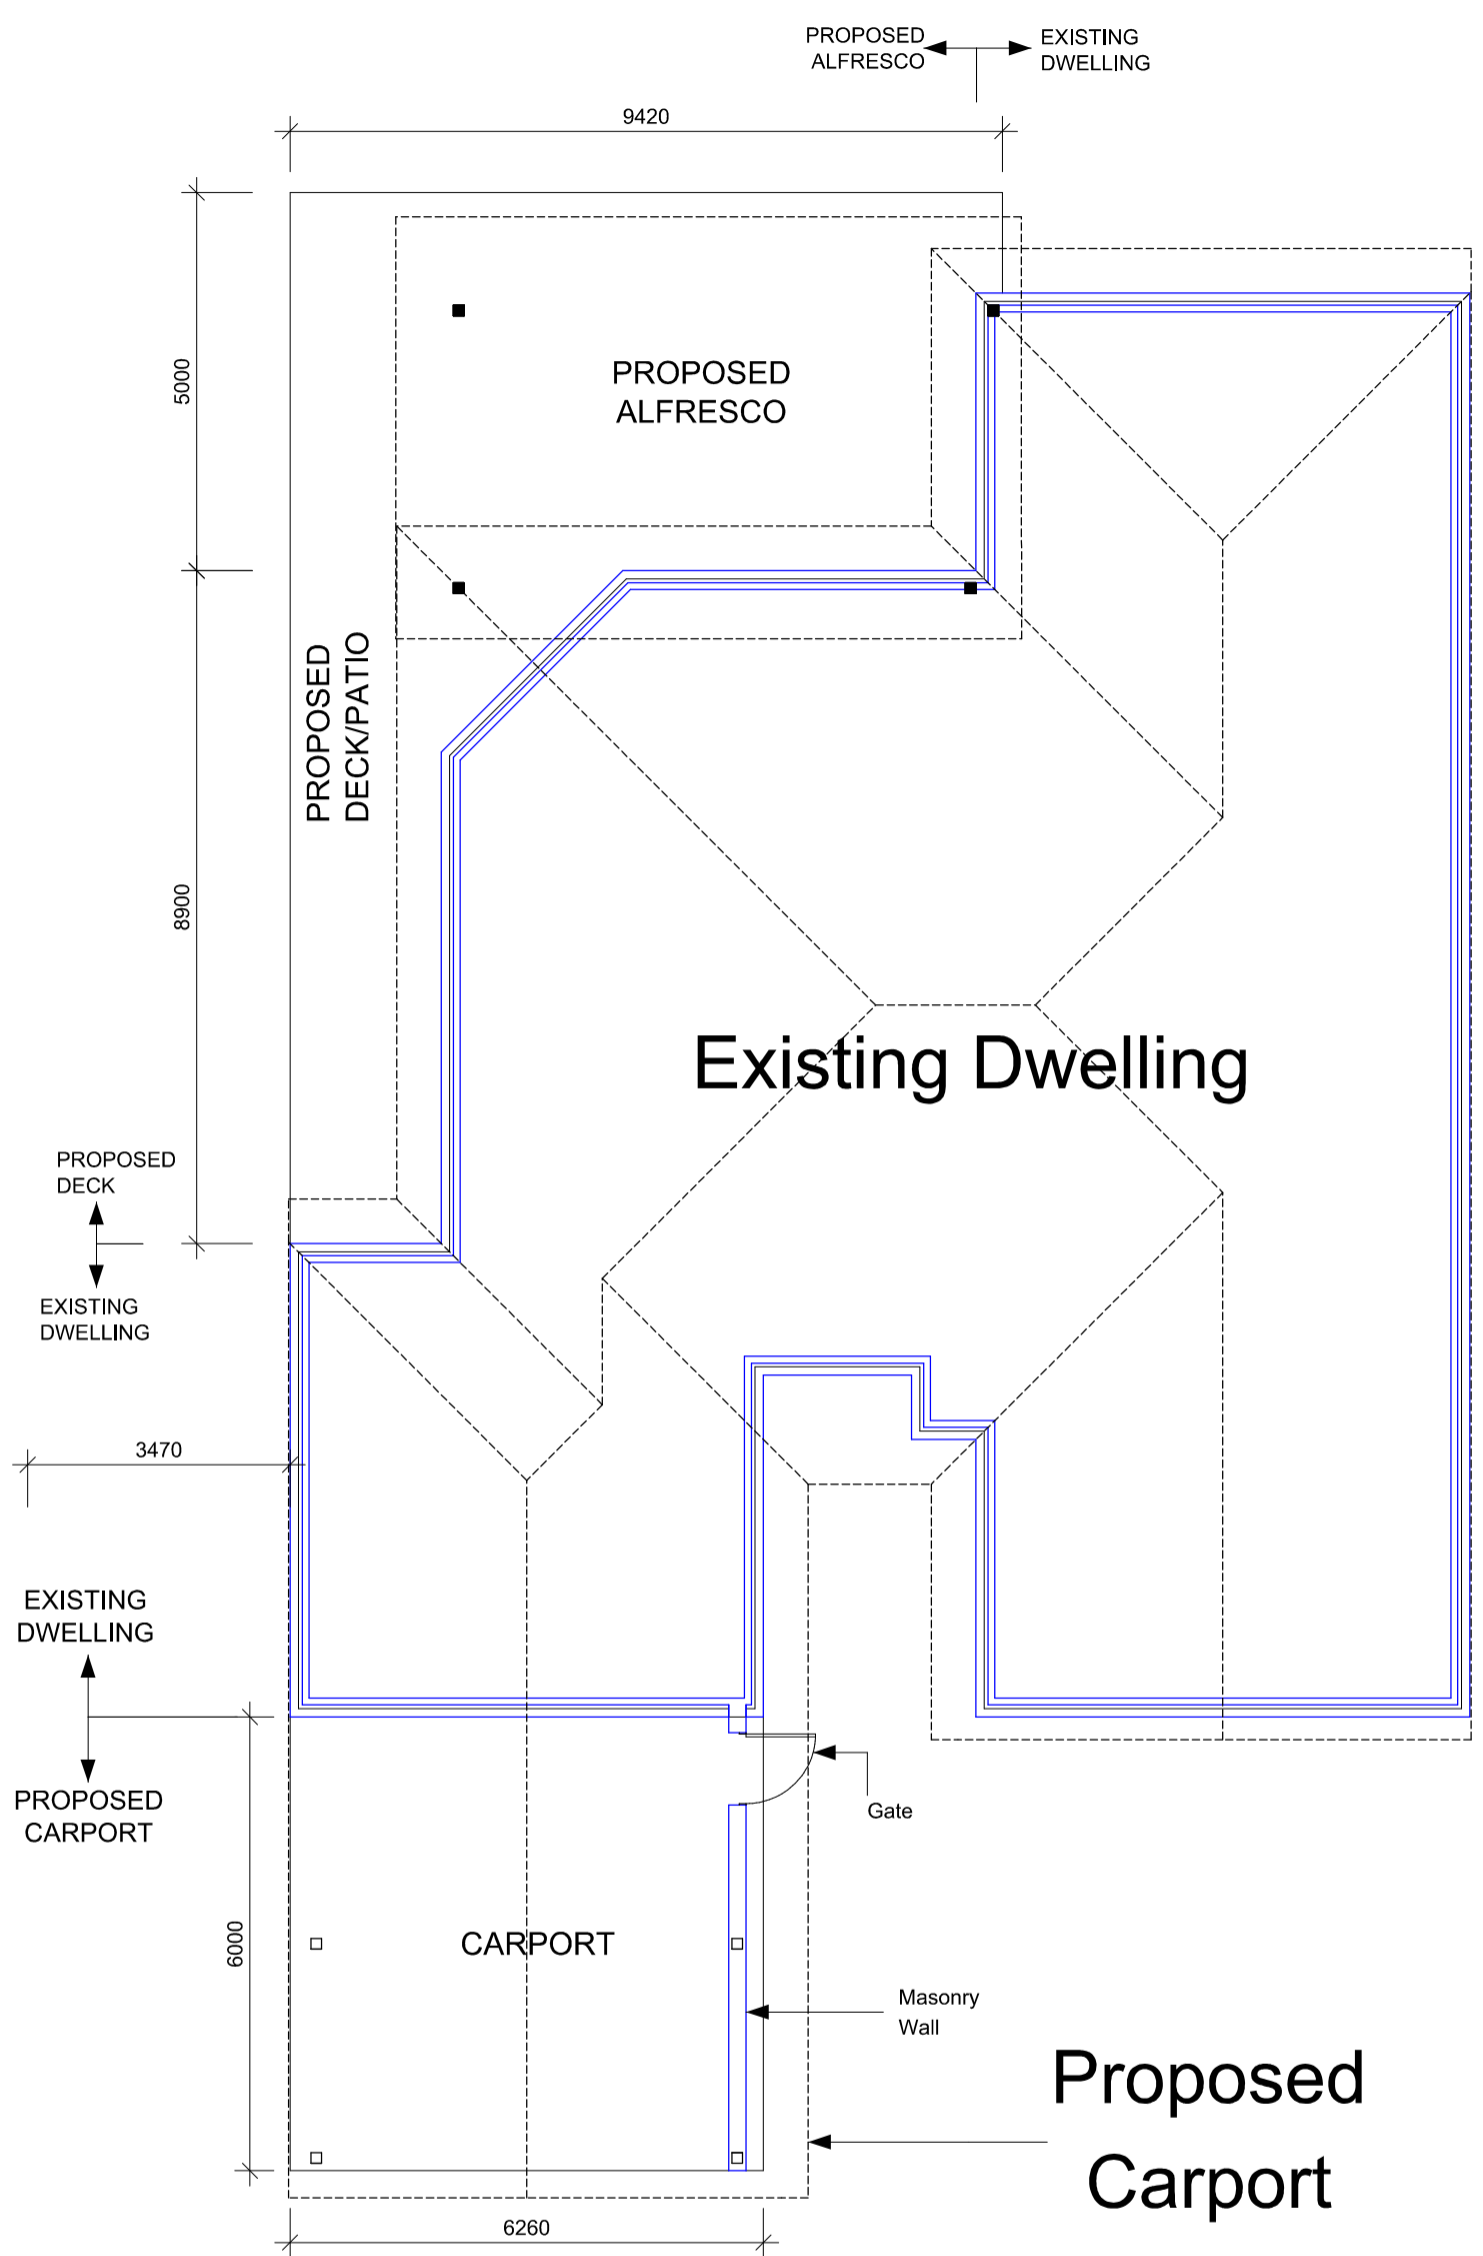 PROPOSED
ALFRESCO
EXISTING
DWELLING
9420
5000
PROPOSED
ALFRESCO
PROPOSED
DECK/PATIO
8900
Existing Dwelling
PROPOSED
DECK
EXISTING
DWELLING
3470
EXISTING
DWELLING
PROPOSED
CARPORT
Gate
6000
CARPORT
Masonry
Wall
Proposed
Carport
6260